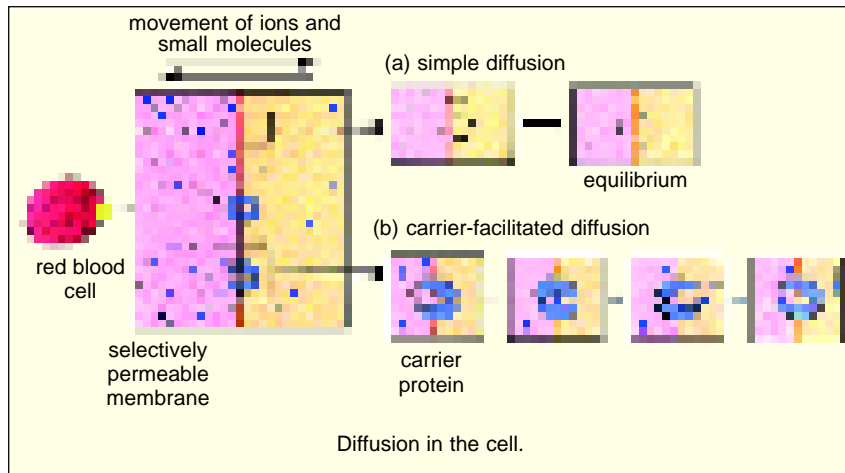 movement of ions and
small molecules
(a) simple diffusion
equilibrium
(b) carrier-facilitated diffusion
red blood
cell
selectively
permeable
membrane
carrier
protein
Diffusion in the cell.